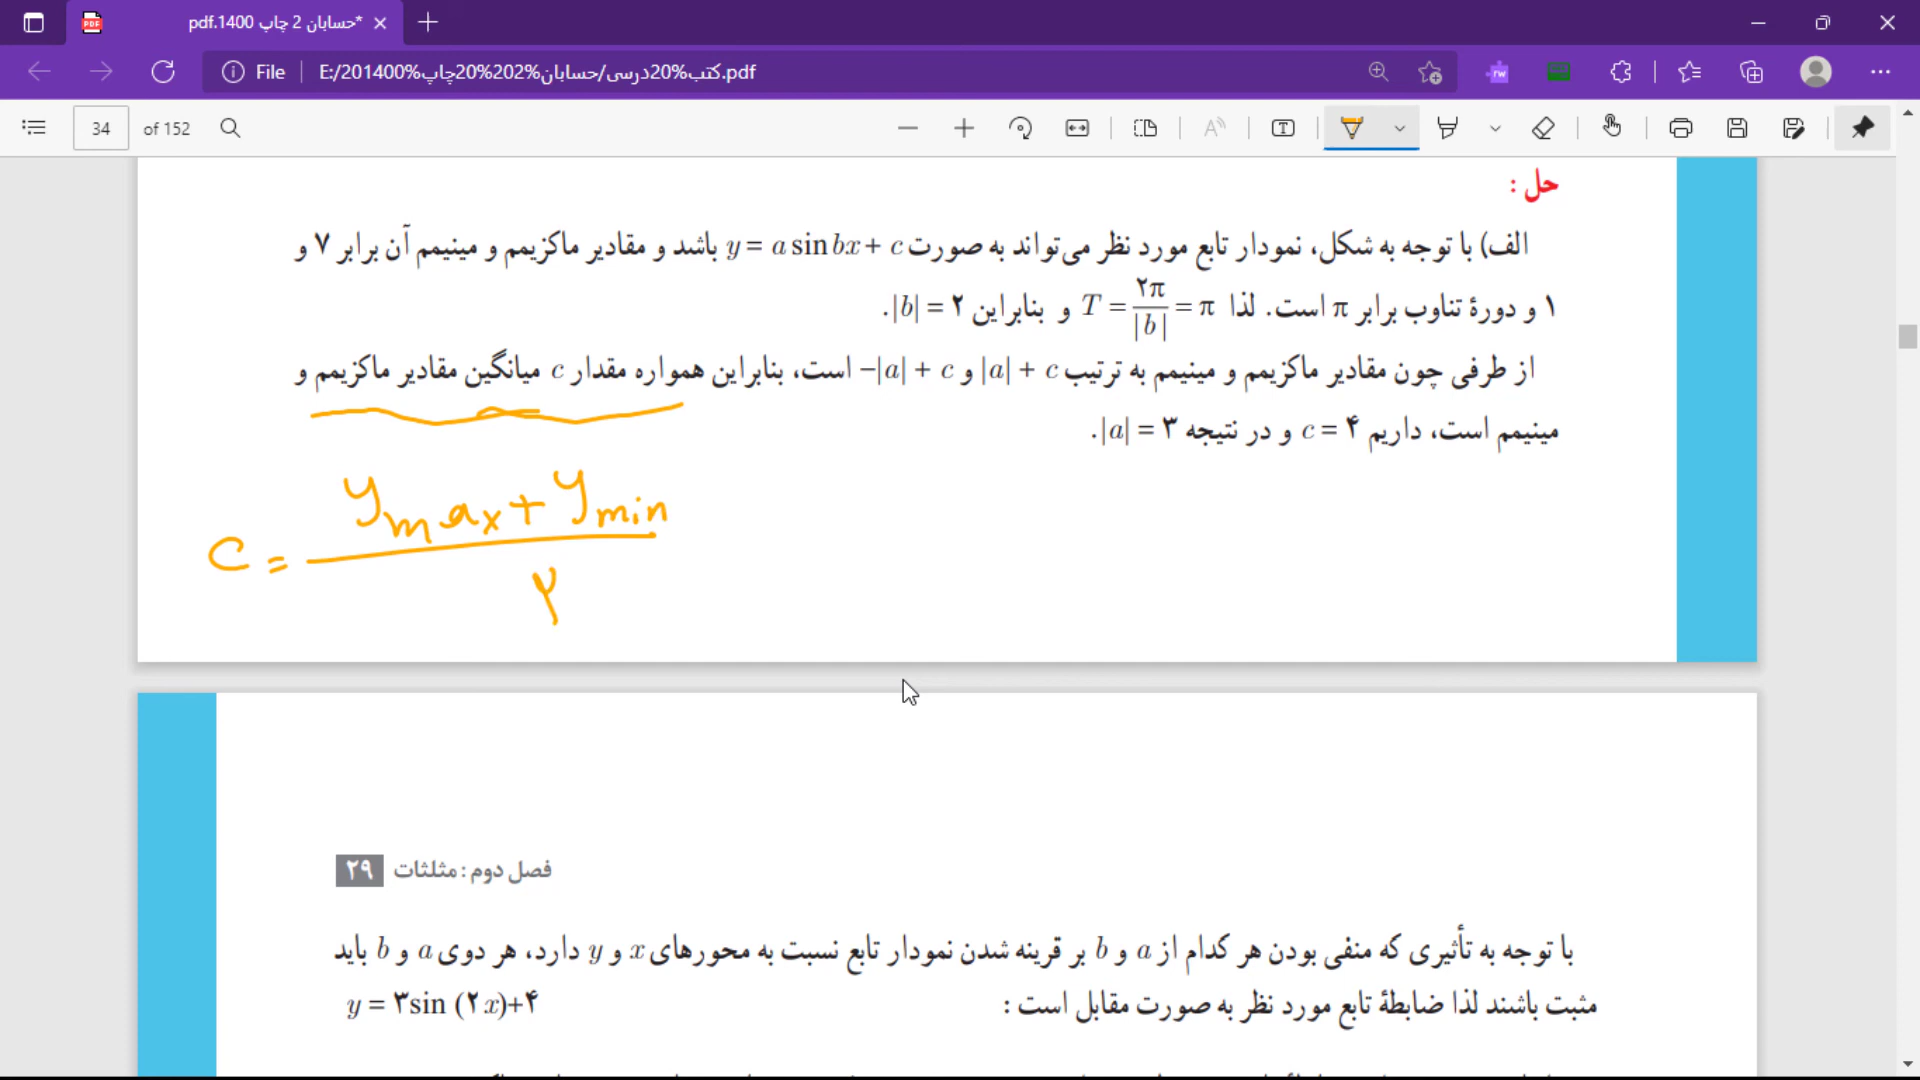 *حسابان 2 چاپ 1400.pdf
File
E:/کتب%20درسی/حسابان%202%20چاپ%201400.pdf
34 of 152
حل :
الف) با توجه به شکل، نمودار تابع مورد نظر می‌تواند به صورت y = a sin bx + c باشد و مقادیر ماکزیمم و مینیمم آن برابر ۷ و
۱ و دورهٔ تناوب برابر π است. لذا T = ۲π/|b| = π و بنابراین |b| = ۲.
از طرفی چون مقادیر ماکزیمم و مینیمم به ترتیب |a| + c و −|a| + c است، بنابراین همواره مقدار c میانگین مقادیر ماکزیمم و
مینیمم است، داریم c = ۴ و در نتیجه |a| = ۳.
y max + y min
c =
۲
فصل دوم : مثلثات ۲۹
با توجه به تأثیری که منفی بودن هر کدام از a و b بر قرینه شدن نمودار تابع نسبت به محورهای x و y دارد، هر دوی a و b باید
مثبت باشند لذا ضابطهٔ تابع مورد نظر به صورت مقابل است : y = ۳sin (۲x)+۴